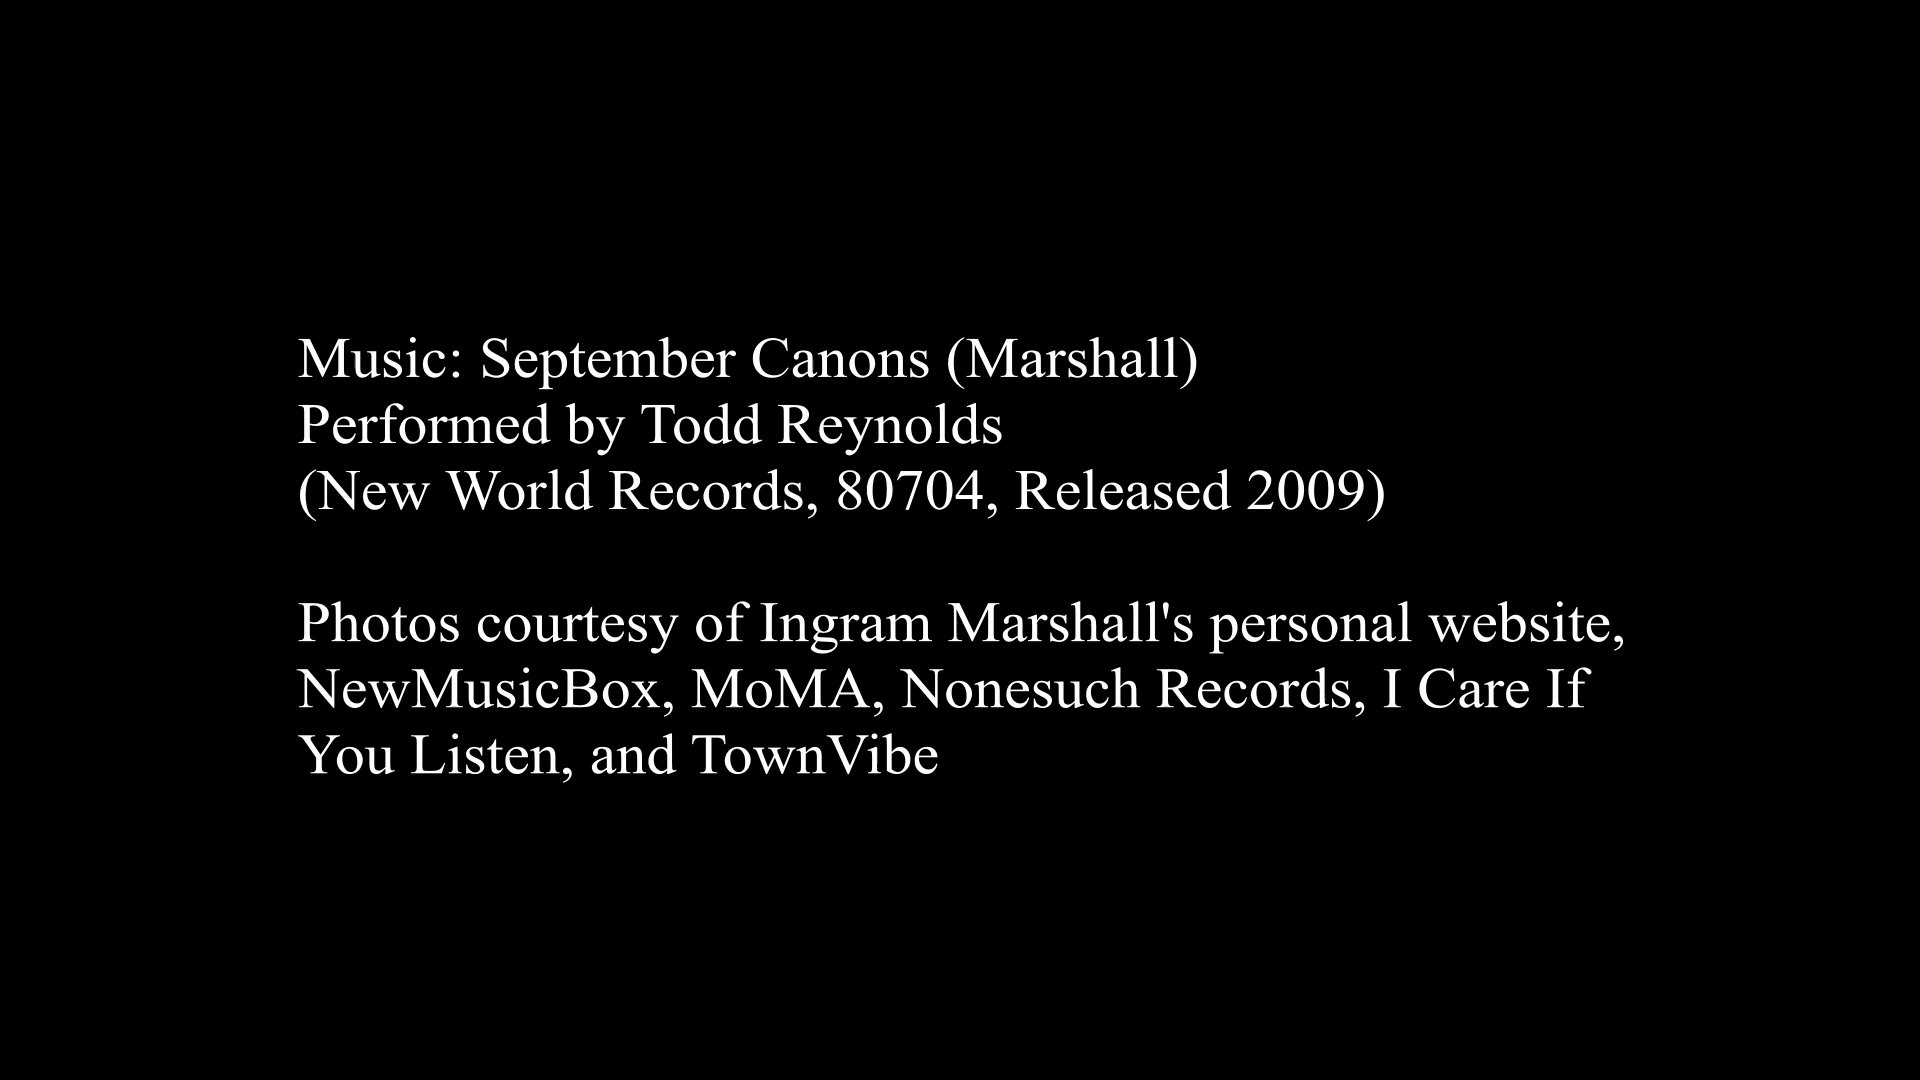 Music: September Canons (Marshall)
Performed by Todd Reynolds
(New World Records, 80704, Released 2009)
Photos courtesy of Ingram Marshall's personal website,
NewMusicBox, MoMA, Nonesuch Records, I Care If
You Listen, and TownVibe